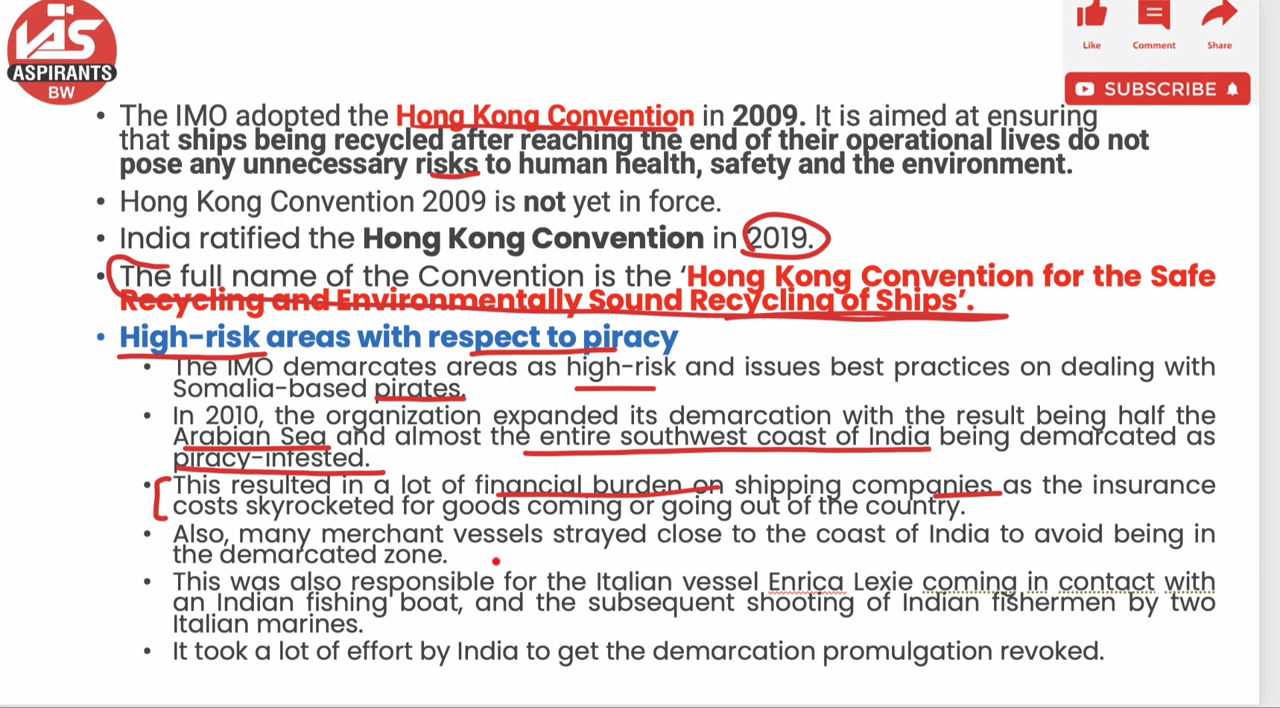 IAS
ASPIRANTS
BW
Like Comment Share
SUBSCRIBE
• The IMO adopted the Hong Kong Convention in 2009. It is aimed at ensuring
that ships being recycled after reaching the end of their operational lives do not
pose any unnecessary risks to human health, safety and the environment.
• Hong Kong Convention 2009 is not yet in force.
• India ratified the Hong Kong Convention in 2019.
• The full name of the Convention is the ‘Hong Kong Convention for the Safe
Recycling and Environmentally Sound Recycling of Ships’.
• High-risk areas with respect to piracy
• The IMO demarcates areas as high-risk and issues best practices on dealing with
Somalia-based pirates.
• In 2010, the organization expanded its demarcation with the result being half the
Arabian Sea and almost the entire southwest coast of India being demarcated as
piracy-infested.
• This resulted in a lot of financial burden on shipping companies as the insurance
costs skyrocketed for goods coming or going out of the country.
• Also, many merchant vessels strayed close to the coast of India to avoid being in
the demarcated zone.
• This was also responsible for the Italian vessel Enrica Lexie coming in contact with
an Indian fishing boat, and the subsequent shooting of Indian fishermen by two
Italian marines.
• It took a lot of effort by India to get the demarcation promulgation revoked.